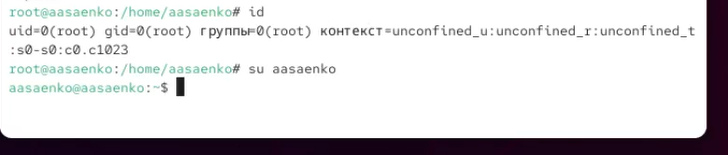 root@aasaenko:/home/aasaenko# id
uid=0(root) gid=0(root) группы=0(root) контекст=unconfined_u:unconfined_r:unconfined_t
:s0-s0:c0.c1023
root@aasaenko:/home/aasaenko# su aasaenko
aasaenko@aasaenko:~$